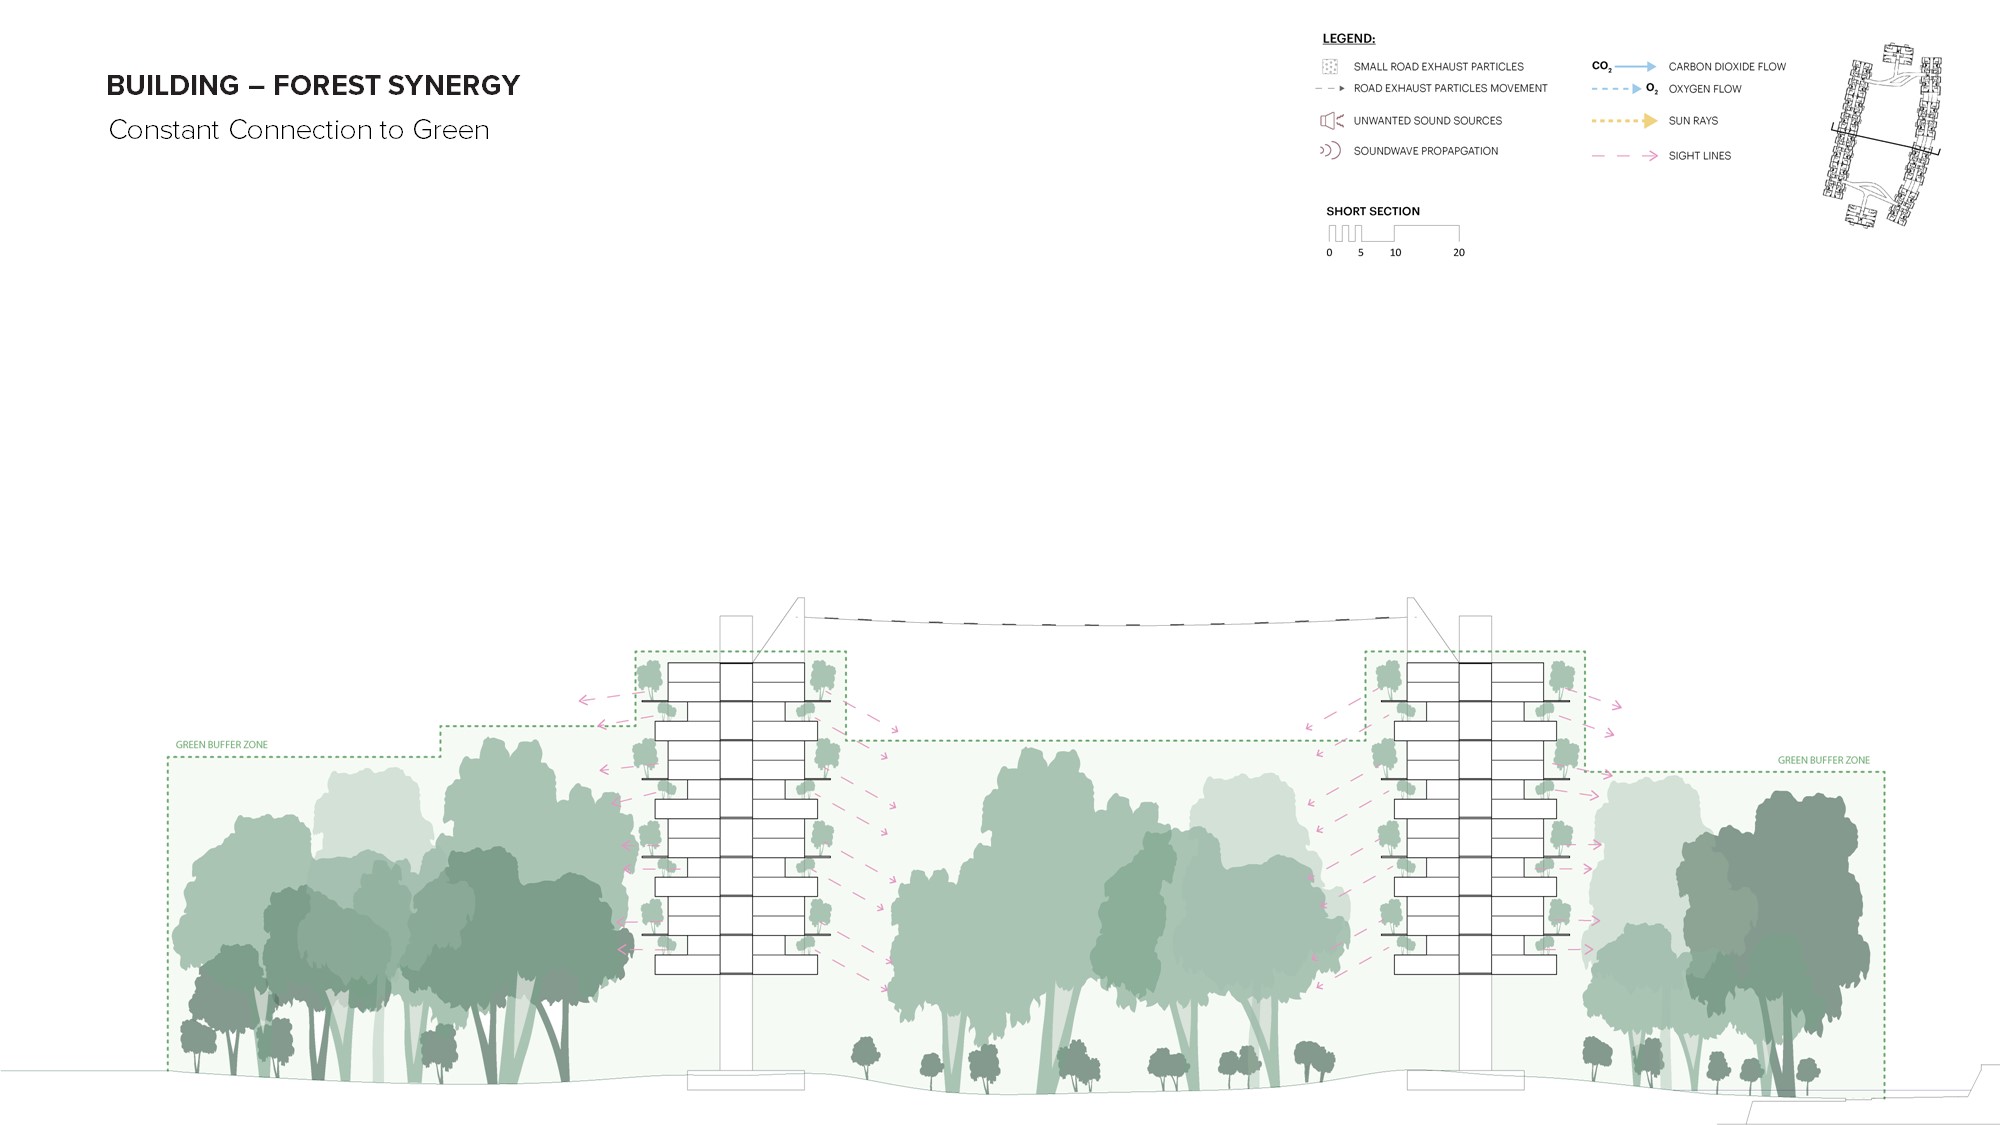 BUILDING – FOREST SYNERGY
Constant Connection to Green
LEGEND:
SMALL ROAD EXHAUST PARTICLES
ROAD EXHAUST PARTICLES MOVEMENT
UNWANTED SOUND SOURCES
SOUNDWAVE PROPAPGATION
CO2 CARBON DIOXIDE FLOW
O2 OXYGEN FLOW
SUN RAYS
SIGHT LINES
SHORT SECTION
0 5 10 20
GREEN BUFFER ZONE
GREEN BUFFER ZONE